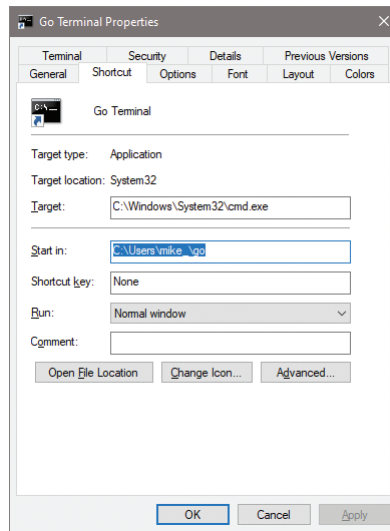 Go Terminal Properties
Terminal Security Details Previous Versions
General Shortcut Options Font Layout Colors
Go Terminal
Target type: Application
Target location: System32
Target: C:\Windows\System32\cmd.exe
Start in: C:\Users\mike_\go
Shortcut key: None
Run: Normal window
Comment:
Open File Location Change Icon... Advanced...
OK Cancel Apply